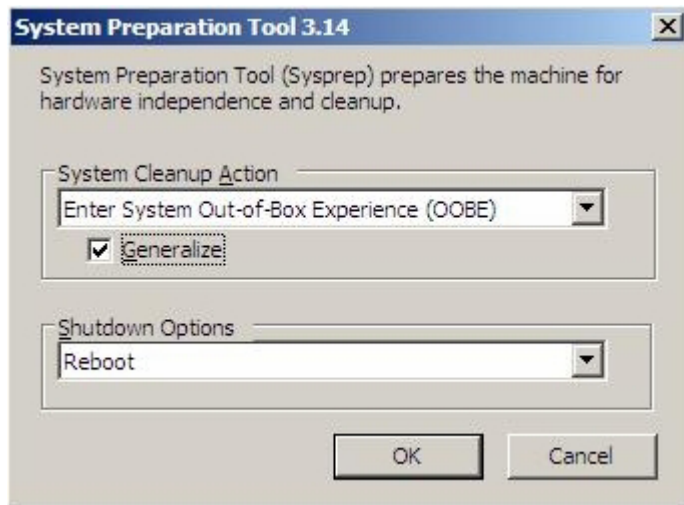 System Preparation Tool 3.14
System Preparation Tool (Sysprep) prepares the machine for
hardware independence and cleanup.
System Cleanup Action
Enter System Out-of-Box Experience (OOBE)
Generalize
Shutdown Options
Reboot
OK
Cancel